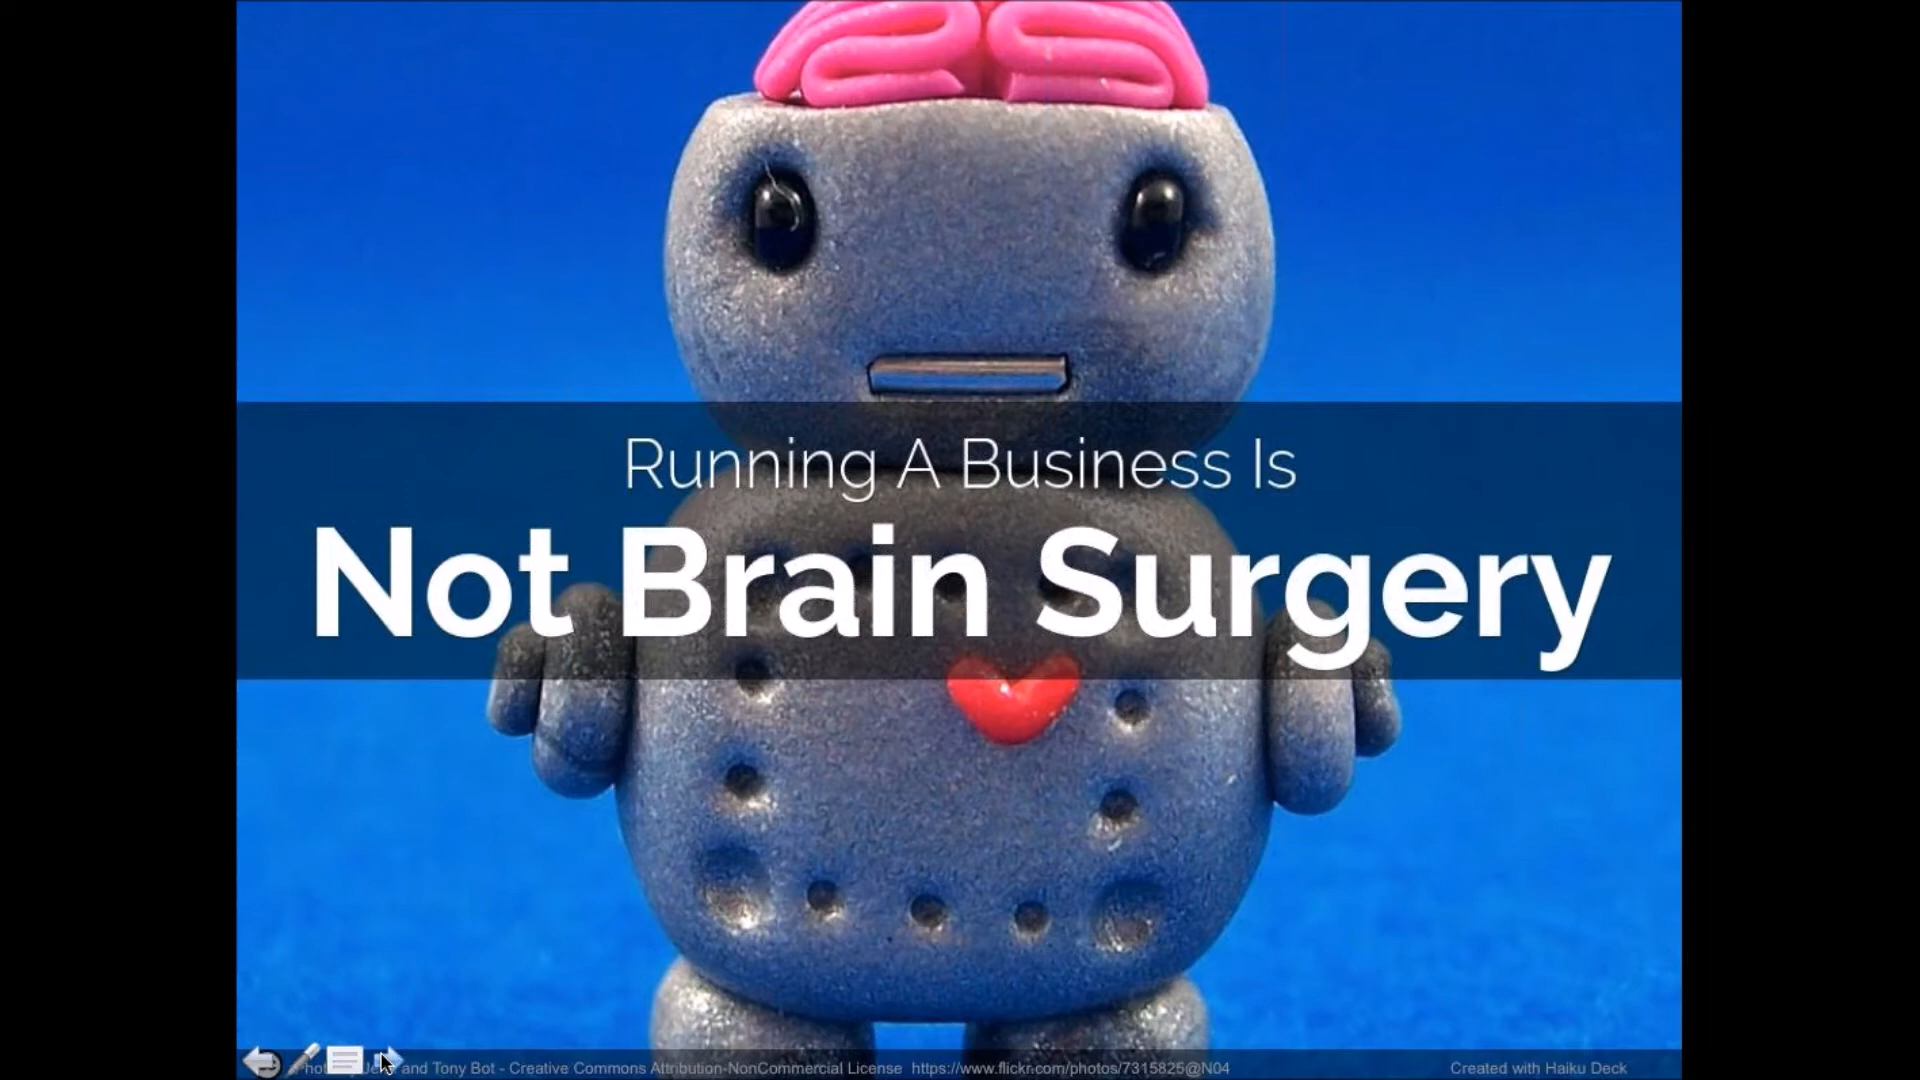 Running A Business Is
Not Brain Surgery
and Tony Bot - Creative Commons Attribution-NonCommercial License https://www.flickr.com/photos/7315825@N04
Created with Haiku Deck